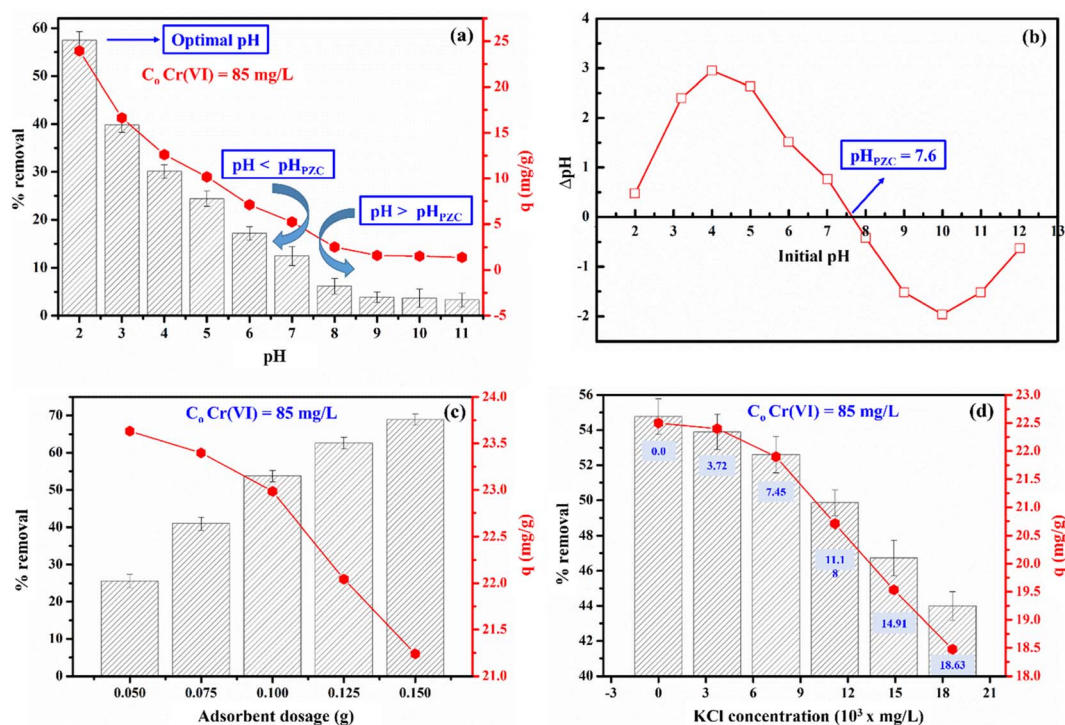 (a)
Optimal pH
C₀ Cr(VI) = 85 mg/L
pH < pHPZC
pH > pHPZC
% removal
60
50
40
30
20
10
0
q (mg/g)
25
20
15
10
5
0
-5
2 3 4 5 6 7 8 9 10 11
pH
(b)
pHPZC = 7.6
ΔpH
4
3
2
1
0
-1
-2
2 3 4 5 6 7 8 9 10 11 12 13
Initial pH
(c)
C₀ Cr(VI) = 85 mg/L
% removal
70
60
50
40
30
20
10
0
q (mg/g)
24.0
23.5
23.0
22.5
22.0
21.5
21.0
0.050 0.075 0.100 0.125 0.150
Adsorbent dosage (g)
(d)
C₀ Cr(VI) = 85 mg/L
% removal
56
54
52
50
48
46
44
42
40
q (mg/g)
23.0
22.5
22.0
21.5
21.0
20.5
20.0
19.5
19.0
18.5
18.0
0.0
3.72
7.45
11.1
8
14.91
18.63
-3 0 3 6 9 12 15 18 21
KCl concentration (10³ x mg/L)